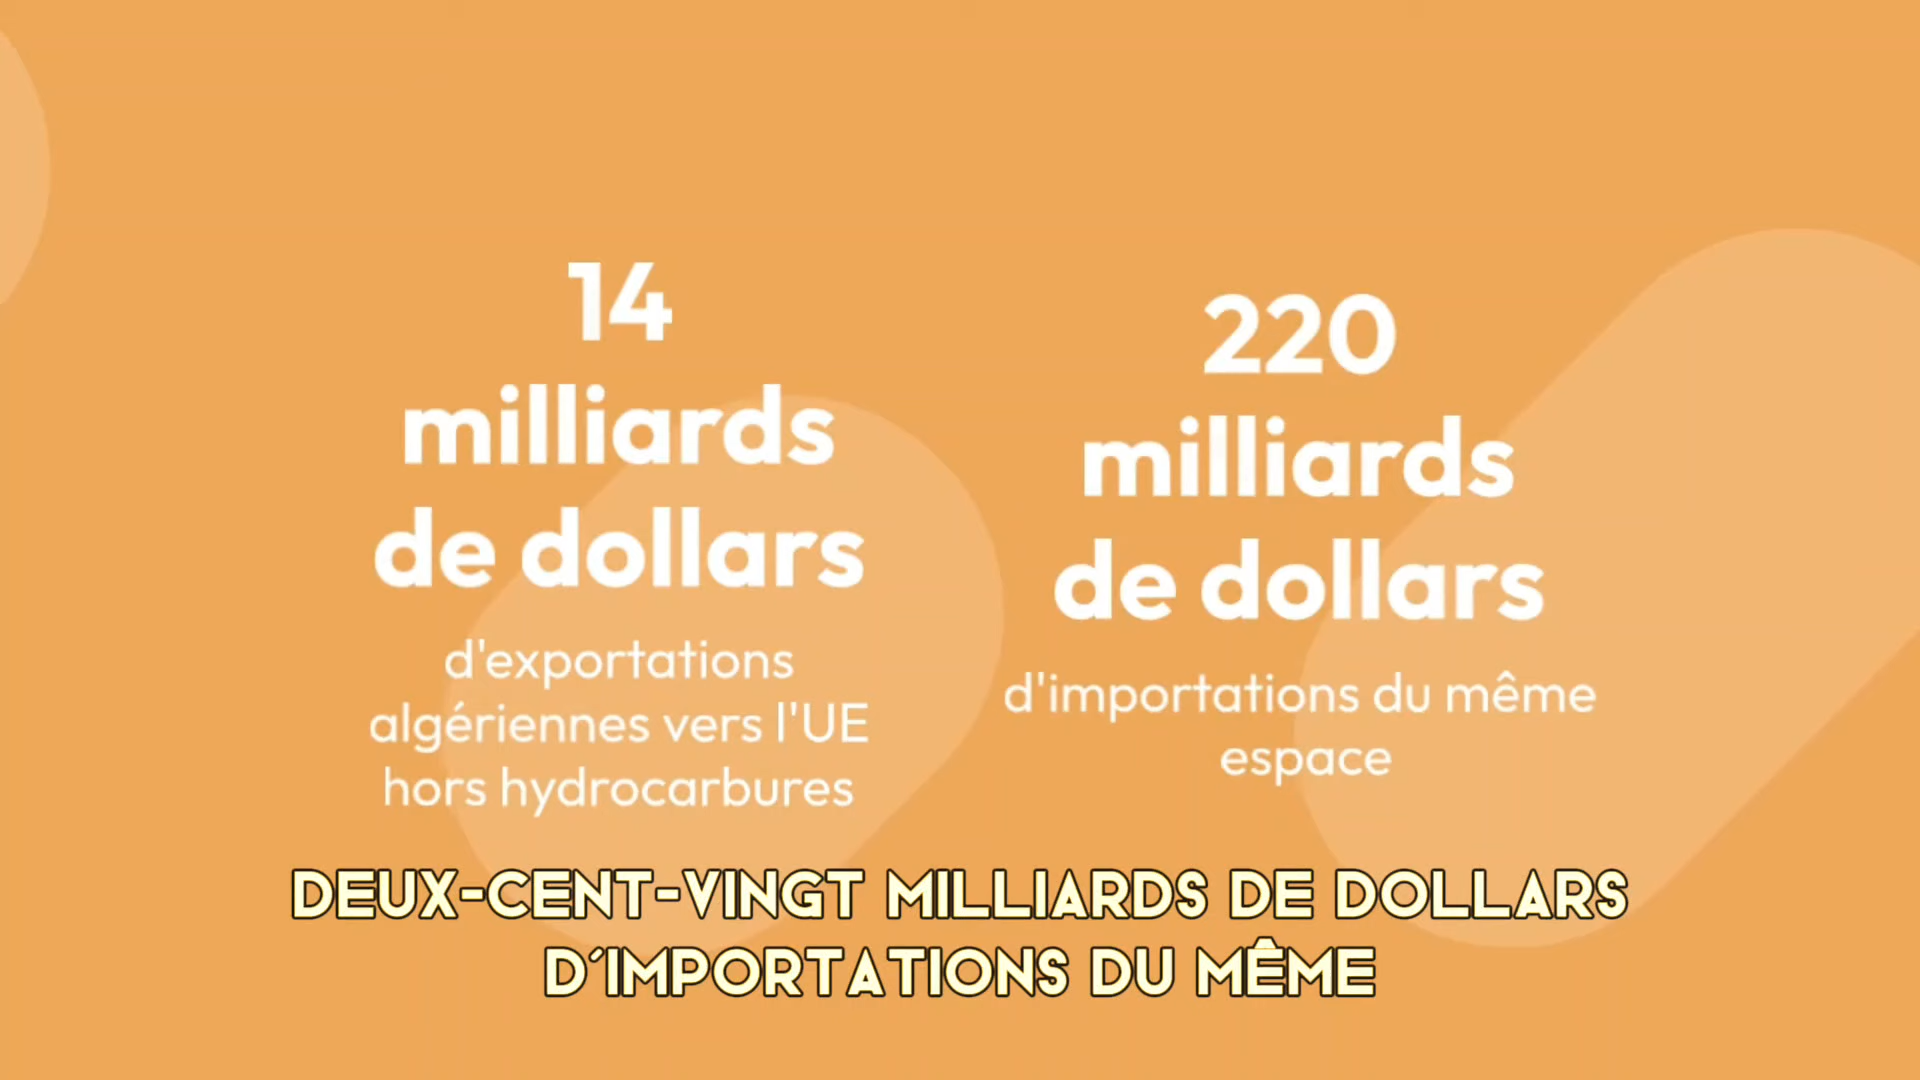 14
milliards
de dollars
d'exportations
algériennes vers l'UE
hors hydrocarbures
220
milliards
de dollars
d'importations du même
espace
DEUX-CENT-VINGT MILLIARDS DE DOLLARS
D'IMPORTATIONS DU MÊME